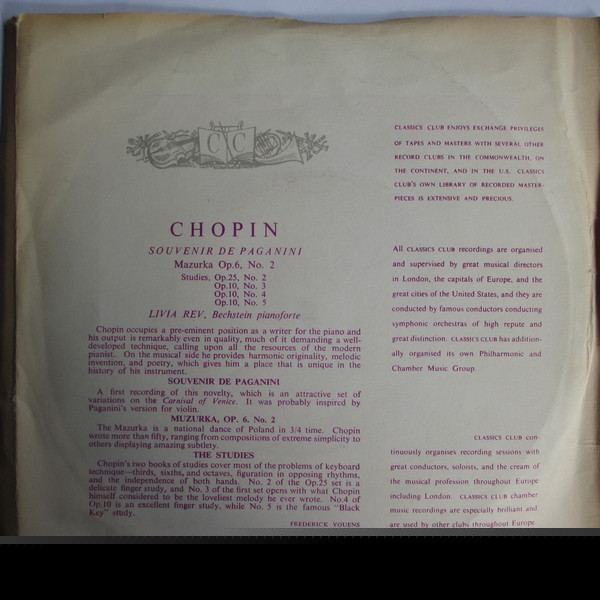 C C
CHOPIN
SOUVENIR DE PAGANINI
Mazurka Op.6, No. 2
Studies, Op.25, No. 2
Op.10, No. 3
Op.10, No. 4
Op.10, No. 5
LIVIA REV, Bechstein pianoforte
Chopin occupies a pre-eminent position as a writer for the piano and
his output is remarkably even in quality, much of it demanding a well-
developed technique, calling upon all the resources of the modern
pianist. On the musical side he provides harmonic originality, melodic
invention, and poetry, which gives him a place that is unique in the
history of his instrument.
SOUVENIR DE PAGANINI
A first recording of this novelty, which is an attractive set of
variations on the Carnival of Venice. It was probably inspired by
Paganini's version for violin.
MUZURKA, OP. 6. No. 2
The Mazurka is a national dance of Poland in 3/4 time. Chopin
wrote more than fifty, ranging from compositions of extreme simplicity to
others displaying amazing subtlety.
THE STUDIES
Chopin's two books of studies cover most of the problems of keyboard
technique—thirds, sixths, and octaves, figuration in opposing rhythms,
and the independence of both hands. No. 2 of the Op.25 set is a
delicate finger study, and No. 3 of the first set opens with what Chopin
himself considered to be the loveliest melody he ever wrote. No.4 of
Op.10 is an excellent finger study, while No. 5 is the famous "Black
Key" study.
FREDERICK YOUENS
CLASSICS CLUB ENJOYS EXCHANGE PRIVILEGES
OF TAPES AND MASTERS WITH SEVERAL OTHER
RECORD CLUBS IN THE COMMONWEALTH, ON
THE CONTINENT, AND IN THE U.S. CLASSICS
CLUB'S OWN LIBRARY OF RECORDED MASTER-
PIECES IS EXTENSIVE AND PRECIOUS.
All CLASSICS CLUB recordings are organised
and supervised by great musical directors
in London, the capitals of Europe, and the
great cities of the United States, and they are
conducted by famous conductors conducting
symphonic orchestras of high repute and
great distinction. CLASSICS CLUB has addition-
ally organised its own Philharmonic and
Chamber Music Group.
CLASSICS CLUB con-
tinuously organises recording sessions with
great conductors, soloists, and the cream of
the musical profession throughout Europe
including London. CLASSICS CLUB chamber
music recordings are especially brilliant and
are used by other clubs throughout Europe.